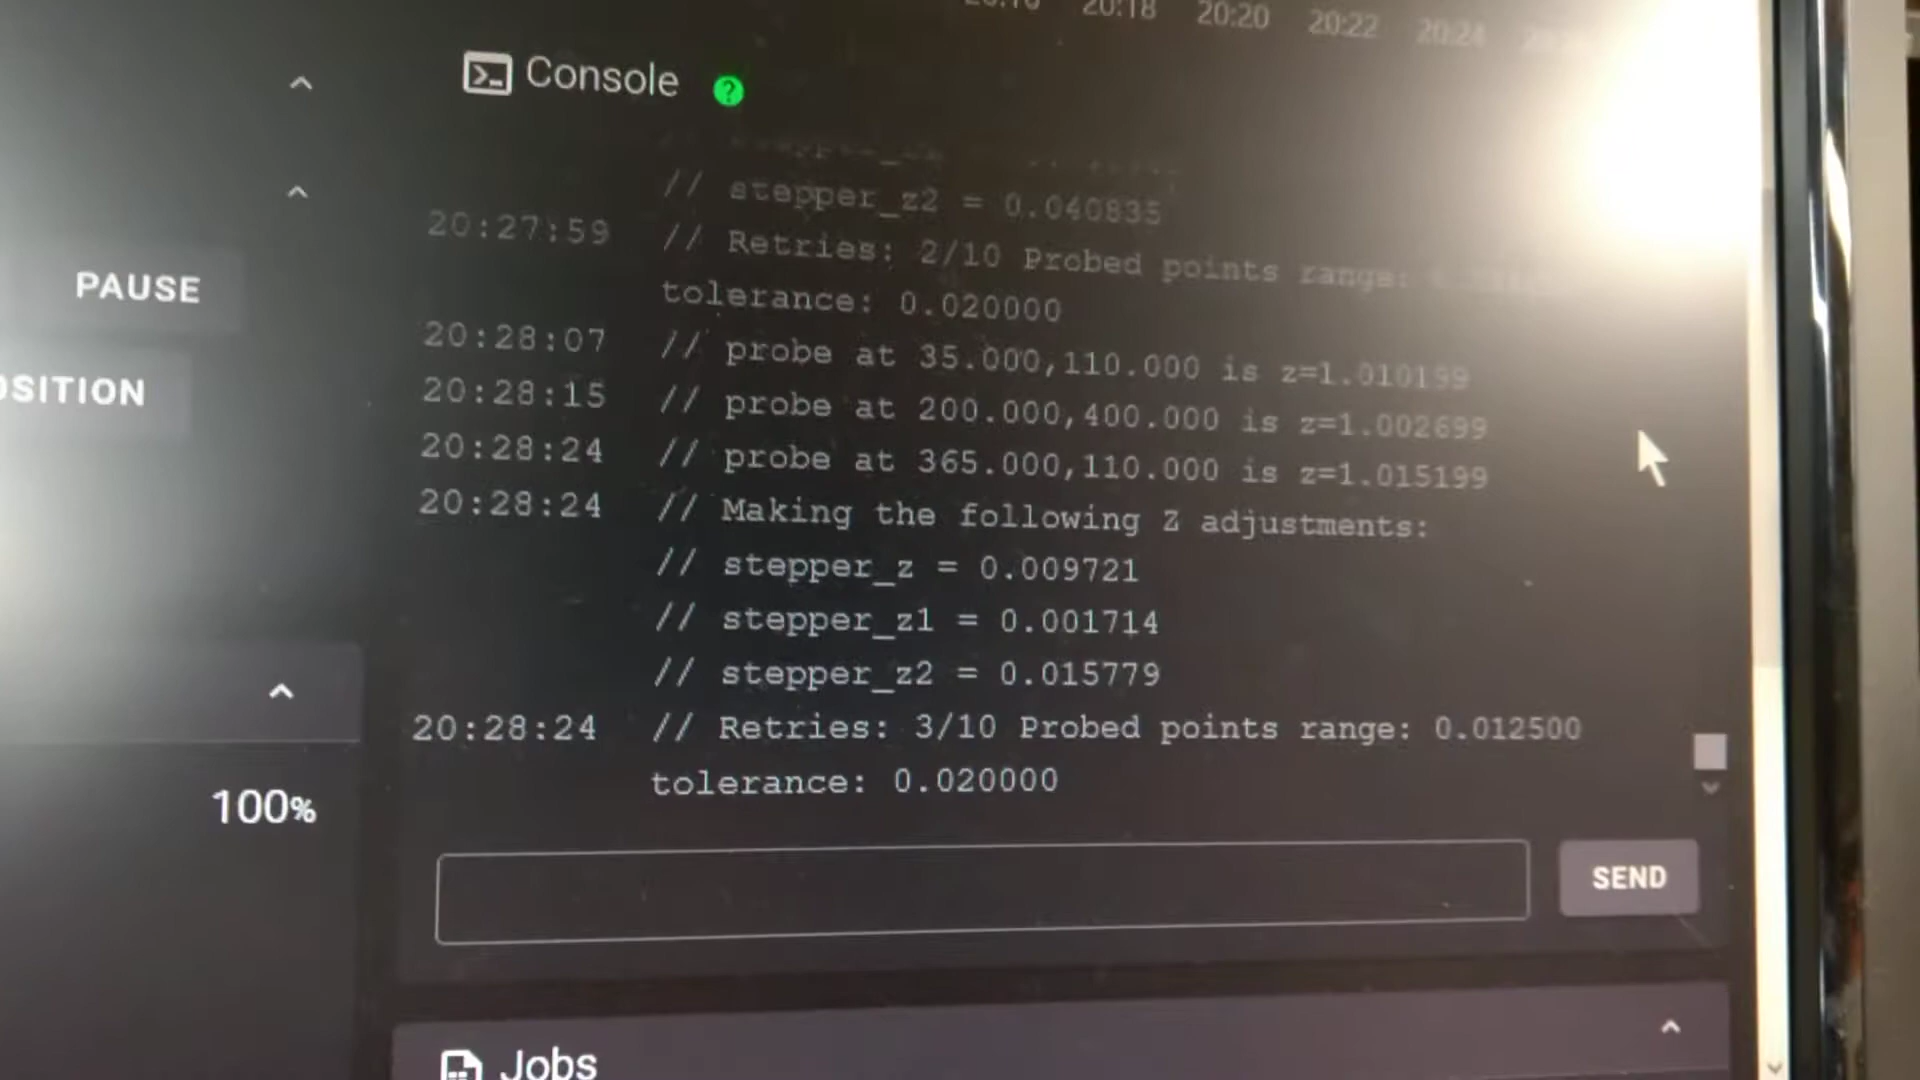 20:18 20:20 20:22 20:24
Console ?
// stepper_z2 = 0.040835
20:27:59 // Retries: 2/10 Probed points range:
tolerance: 0.020000
PAUSE
20:28:07 // probe at 35.000,110.000 is z=1.010199
OSITION
20:28:15 // probe at 200.000,400.000 is z=1.002699
20:28:24 // probe at 365.000,110.000 is z=1.015199
20:28:24 // Making the following Z adjustments:
// stepper_z = 0.009721
// stepper_z1 = 0.001714
// stepper_z2 = 0.015779
20:28:24 // Retries: 3/10 Probed points range: 0.012500
tolerance: 0.020000
100%
SEND
Jobs